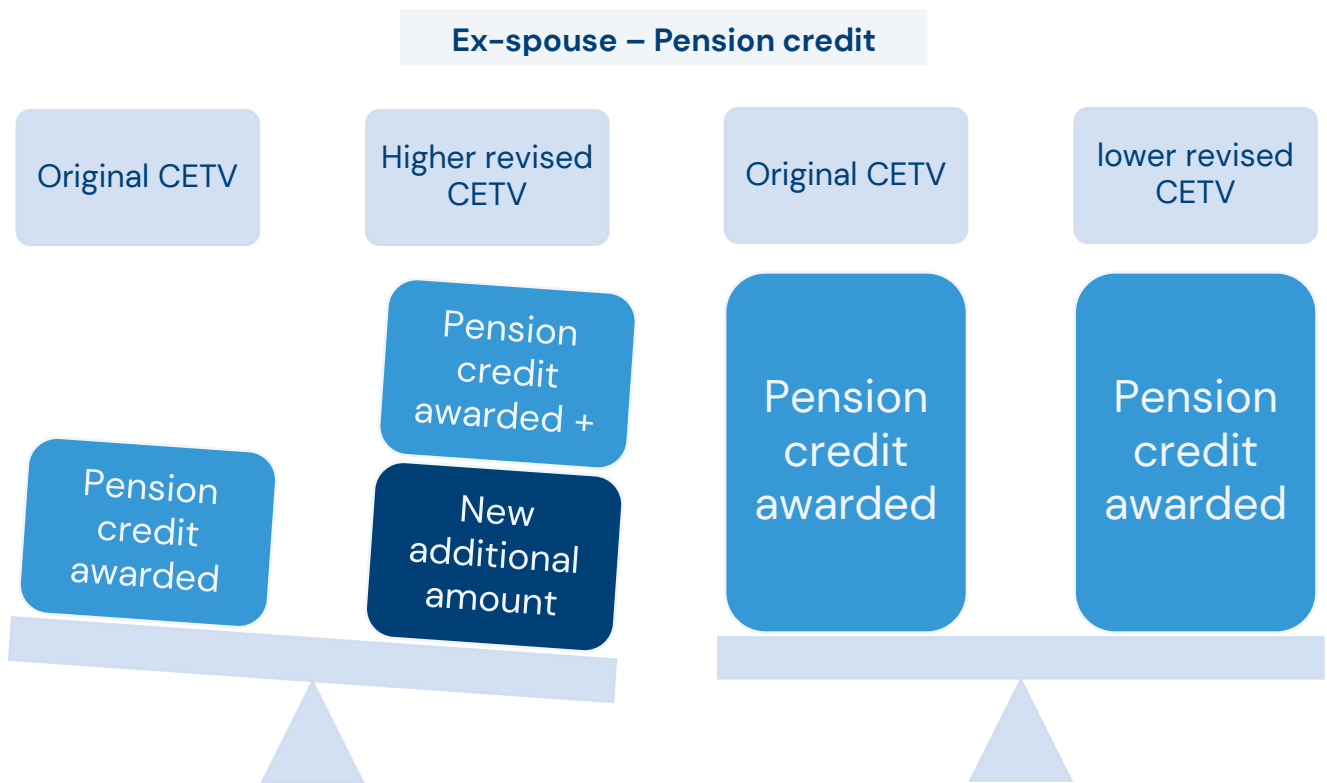 Ex-spouse – Pension credit
Original CETV
Higher revised
CETV
Original CETV
lower revised
CETV
Pension
credit
awarded
Pension
credit
awarded +
New
additional
amount
Pension
credit
awarded
Pension
credit
awarded